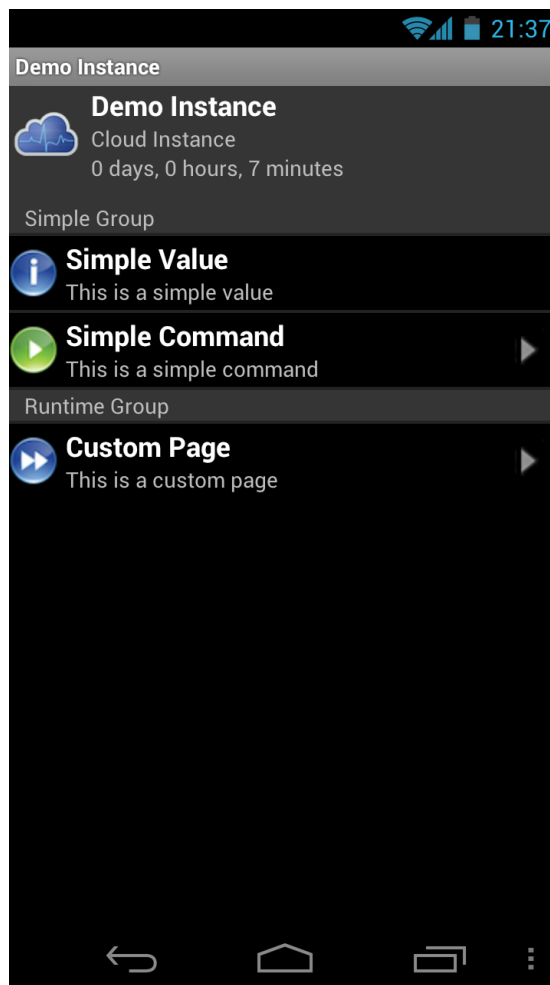 21:37
Demo Instance
Demo Instance
Cloud Instance
0 days, 0 hours, 7 minutes
Simple Group
Simple Value
This is a simple value
Simple Command
This is a simple command
Runtime Group
Custom Page
This is a custom page